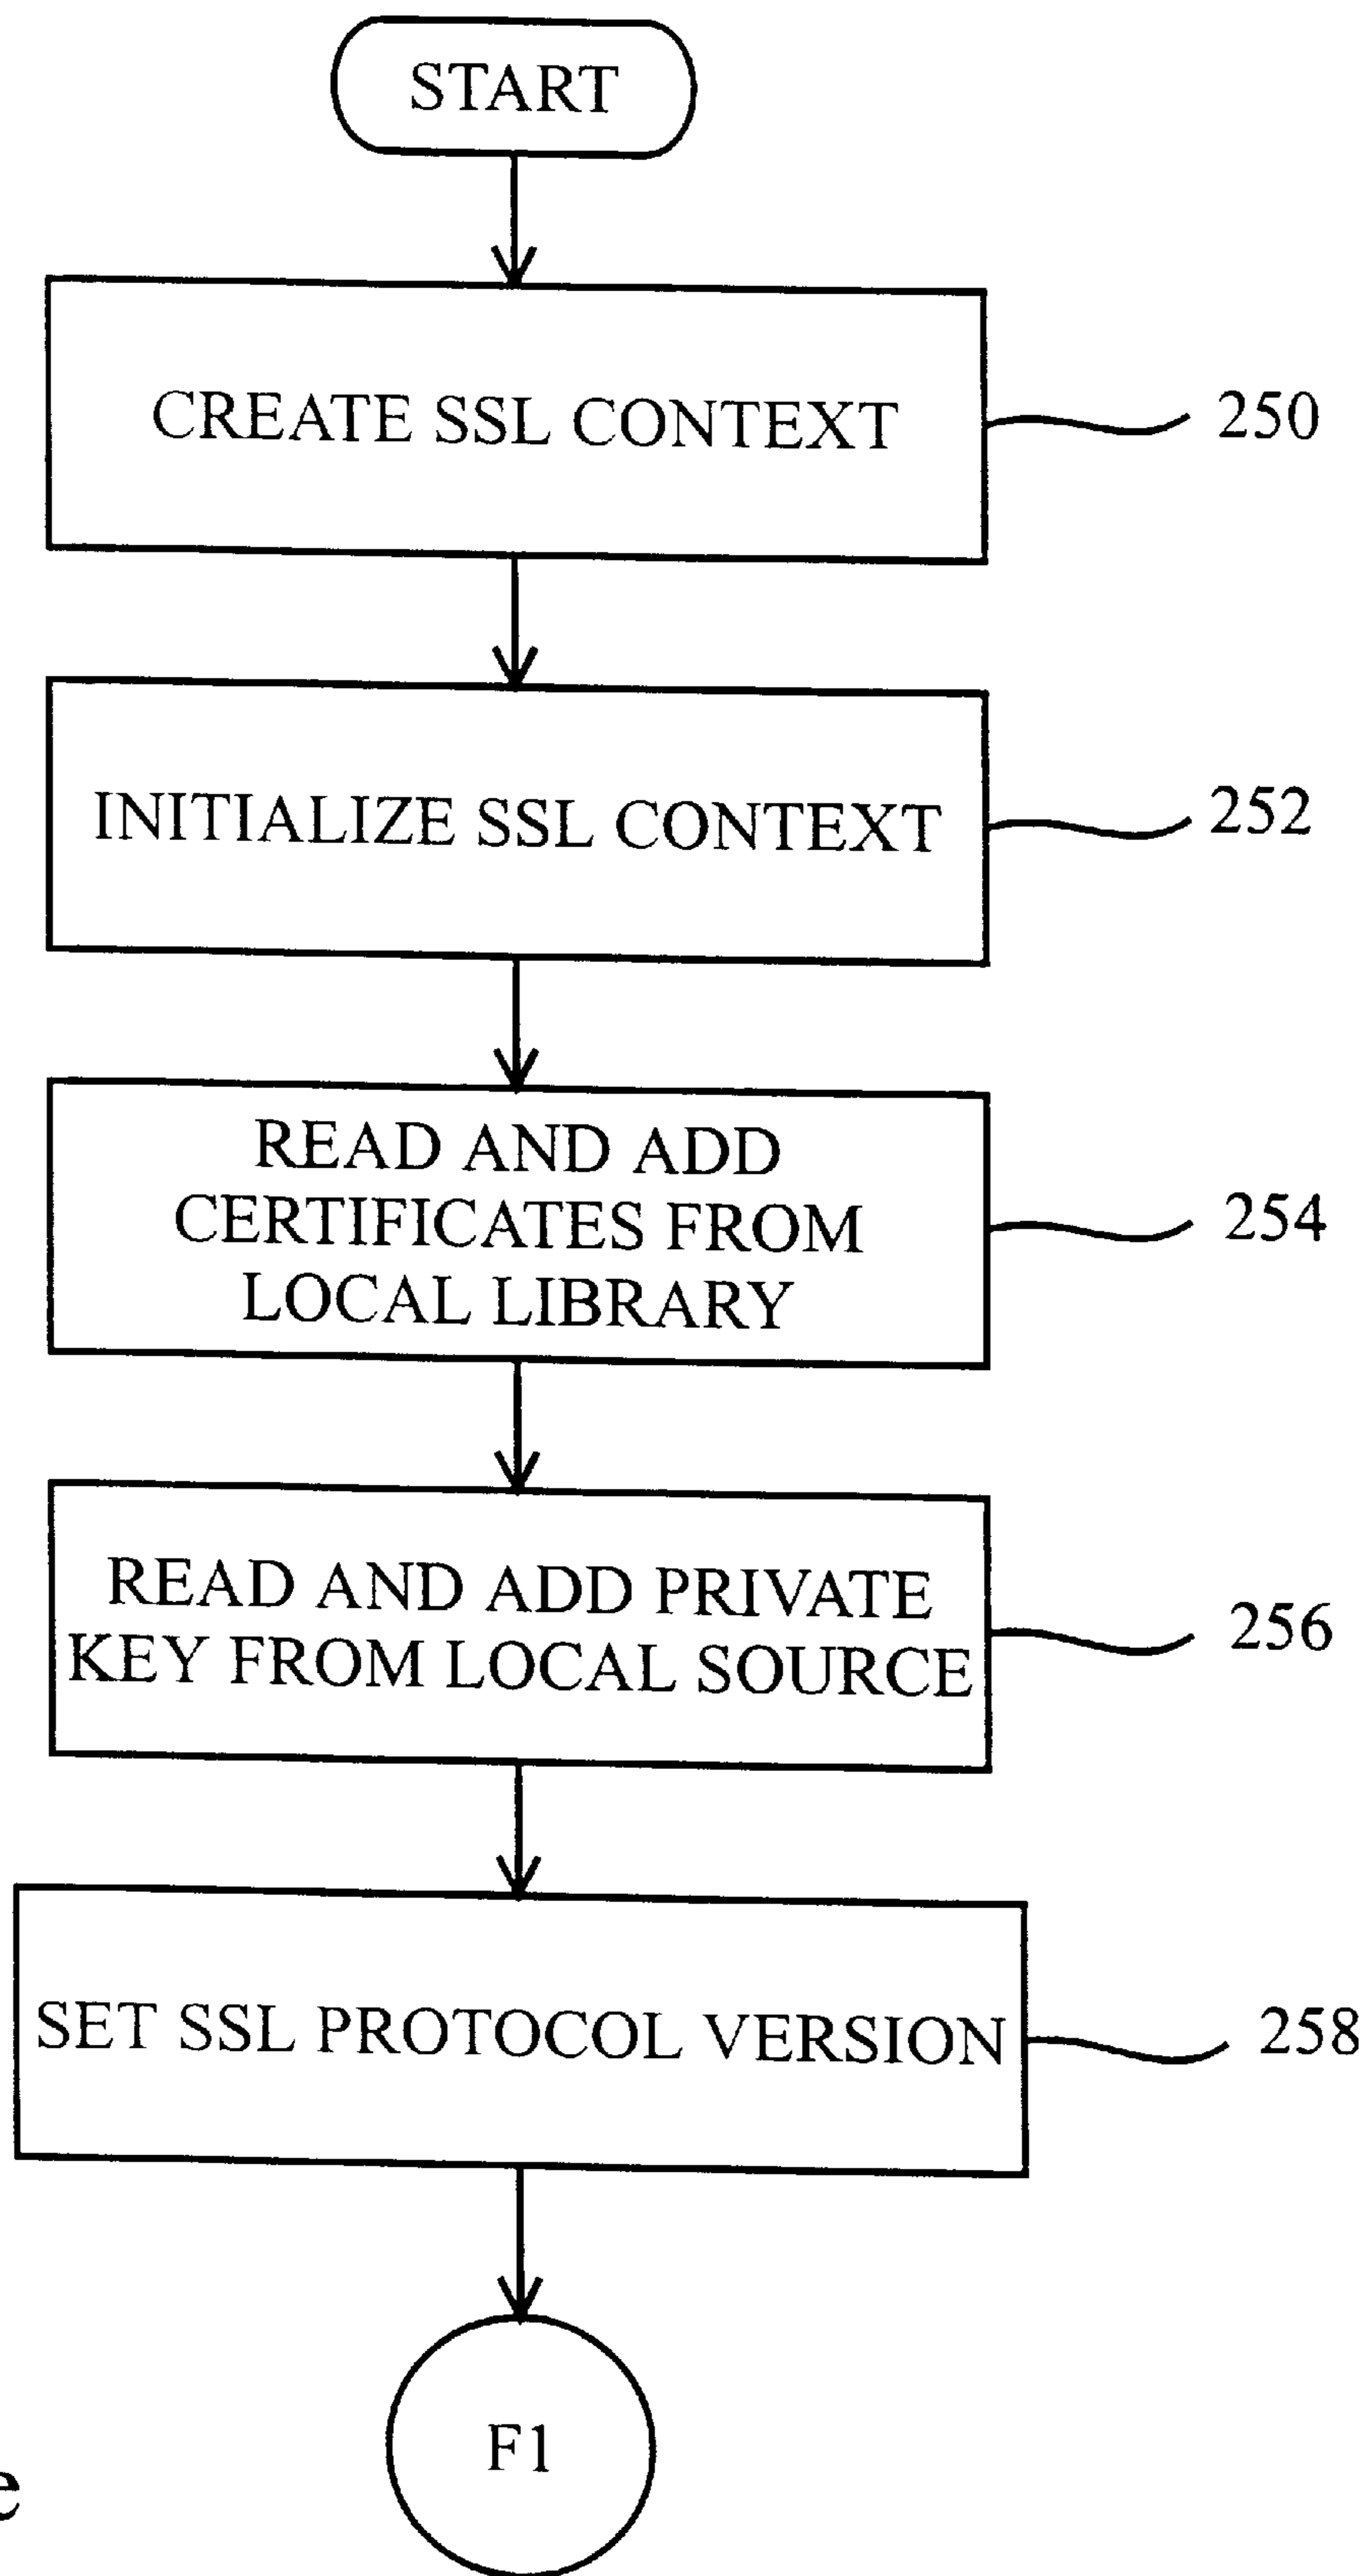 START
CREATE SSL CONTEXT
250
INITIALIZE SSL CONTEXT
252
READ AND ADD
CERTIFICATES FROM
LOCAL LIBRARY
254
READ AND ADD PRIVATE
KEY FROM LOCAL SOURCE
256
SET SSL PROTOCOL VERSION
258
F1
e